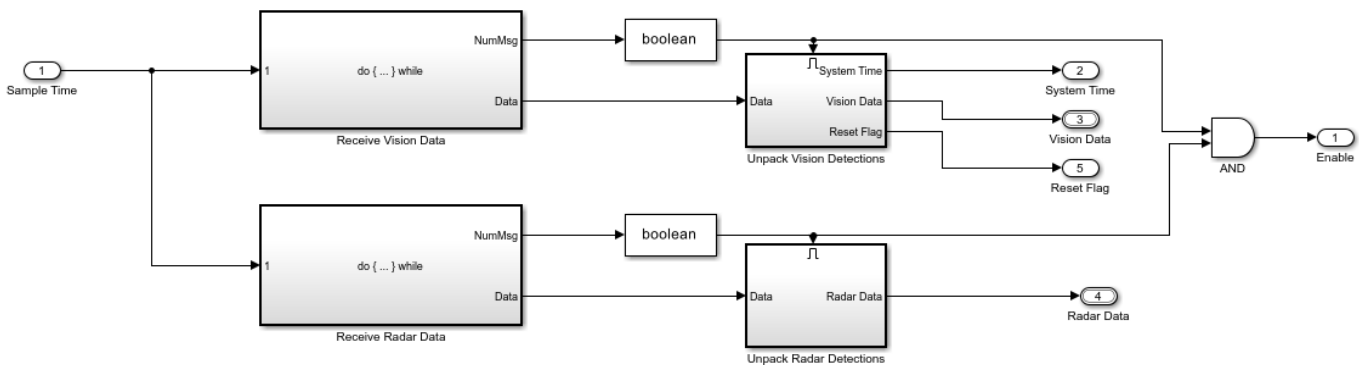 NumMsg
boolean
1
Sample Time
1
do { ... } while
System Time
2
System Time
Data
Data
Vision Data
3
Vision Data
Reset Flag
Receive Vision Data
Unpack Vision Detections
5
Reset Flag
AND
1
Enable
NumMsg
boolean
1
do { ... } while
Data
Data
Radar Data
4
Radar Data
Receive Radar Data
Unpack Radar Detections